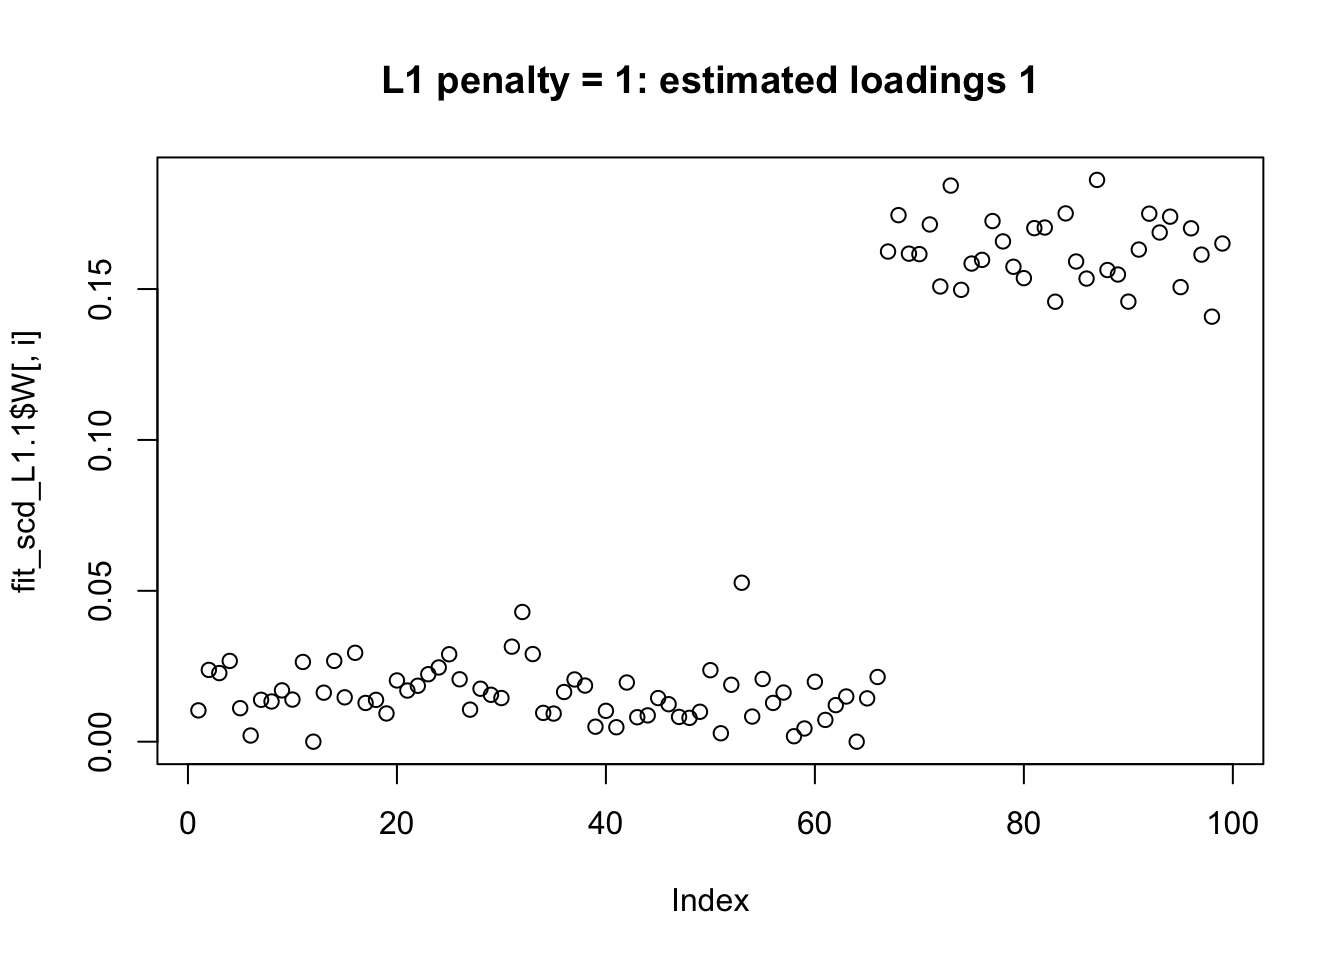 L1 penalty = 1: estimated loadings 1
fit_scd_L1.1$W[, i]
0.15
0.10
0.05
0.00
0 20 40 60 80 100
Index